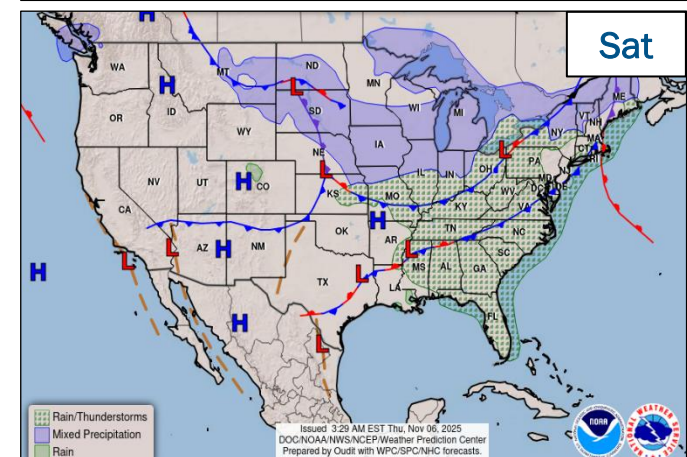 Sat
H
WA
MT
ND
MN
ME
H
L
OR
ID
SD
WI
MI
VT
NH
NY
MA
CT
RI
WY
L
PA
NE
IA
L
OH
NV
UT
H
CO
KS
IL
IN
MD
DE
WV
DC
VA
MO
KY
CA
H
OK
AR
TN
NC
AZ
H
NM
L
L
MS
AL
GA
SC
L
H
TX
L
LA
FL
H
L
Rain/Thunderstorms
Mixed Precipitation
Rain
Issued 3:29 AM EST Thu, Nov 06, 2025
DOC/NOAA/NWS/NCEP/Weather Prediction Center
Prepared by Oudit with WPC/SPC/NHC forecasts.
NOAA
NATIONAL WEATHER SERVICE